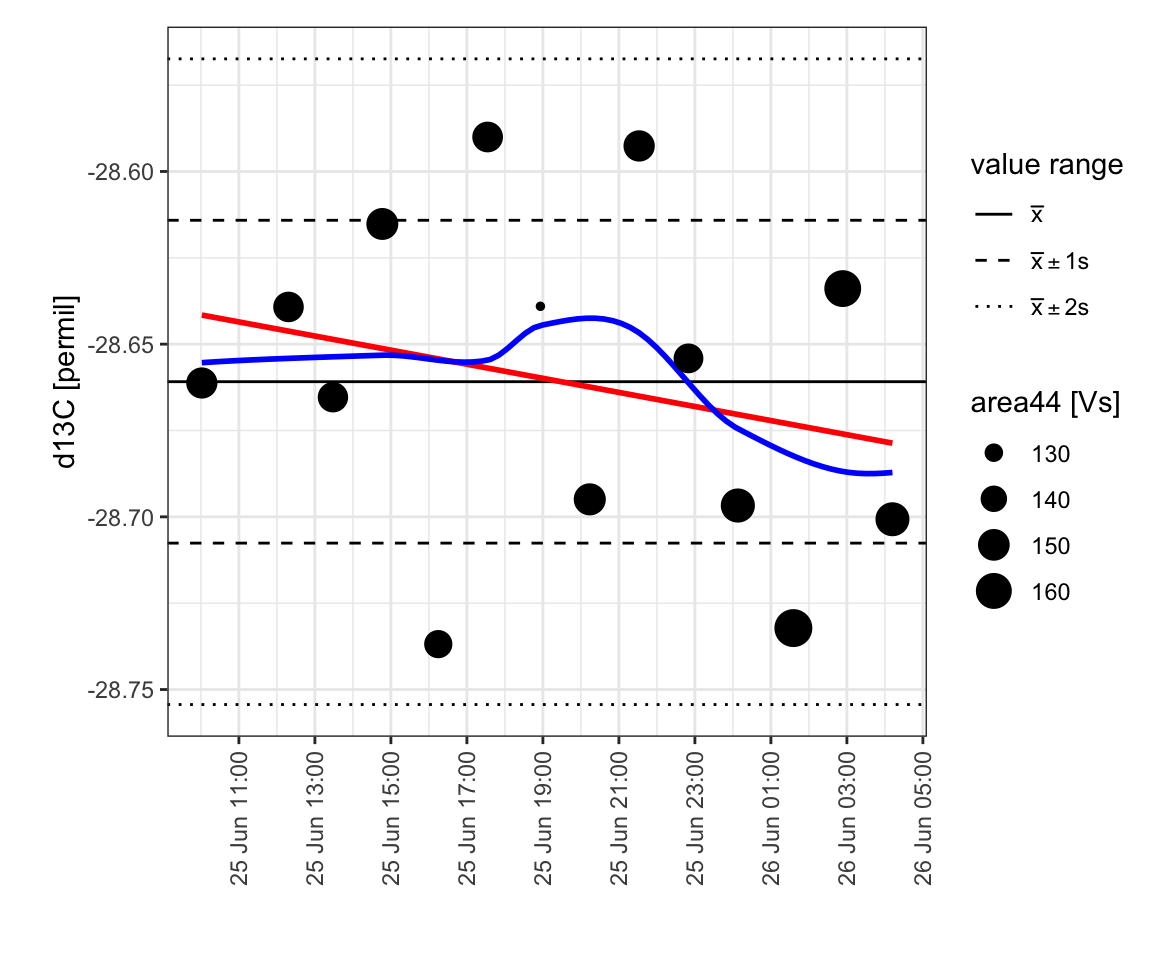 d13C [permil]
-28.60
-28.65
-28.70
-28.75
25 Jun 11:00
25 Jun 13:00
25 Jun 15:00
25 Jun 17:00
25 Jun 19:00
25 Jun 21:00
25 Jun 23:00
26 Jun 01:00
26 Jun 03:00
26 Jun 05:00
value range
x̅
x̅ ± 1s
x̅ ± 2s
area44 [Vs]
130
140
150
160